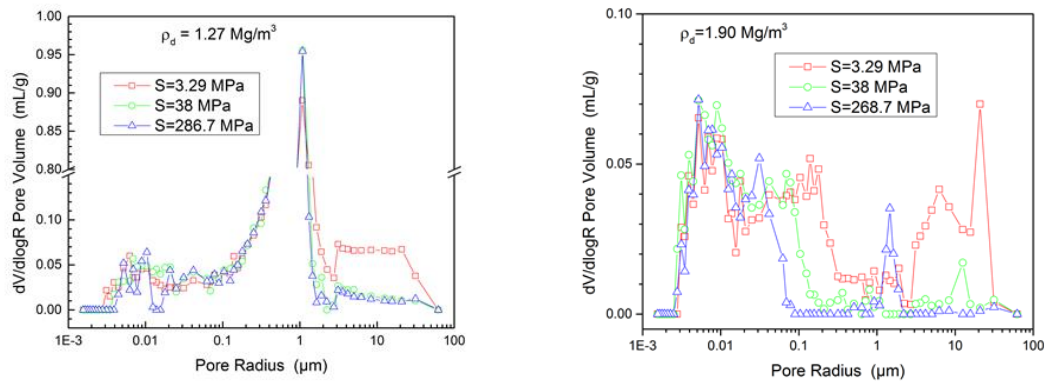 ρd = 1.27 Mg/m³
S=3.29 MPa
S=38 MPa
S=286.7 MPa
dV/dlogR Pore Volume (mL/g)
1.00
0.95
0.90
0.85
0.80
0.10
0.05
0.00
1E-3 0.01 0.1 1 10 100
Pore Radius (µm)
ρd=1.90 Mg/m³
S=3.29 MPa
S=38 MPa
S=268.7 MPa
dV/dlogR Pore Volume (mL/g)
0.10
0.05
0.00
1E-3 0.01 0.1 1 10 100
Pore Radius (µm)